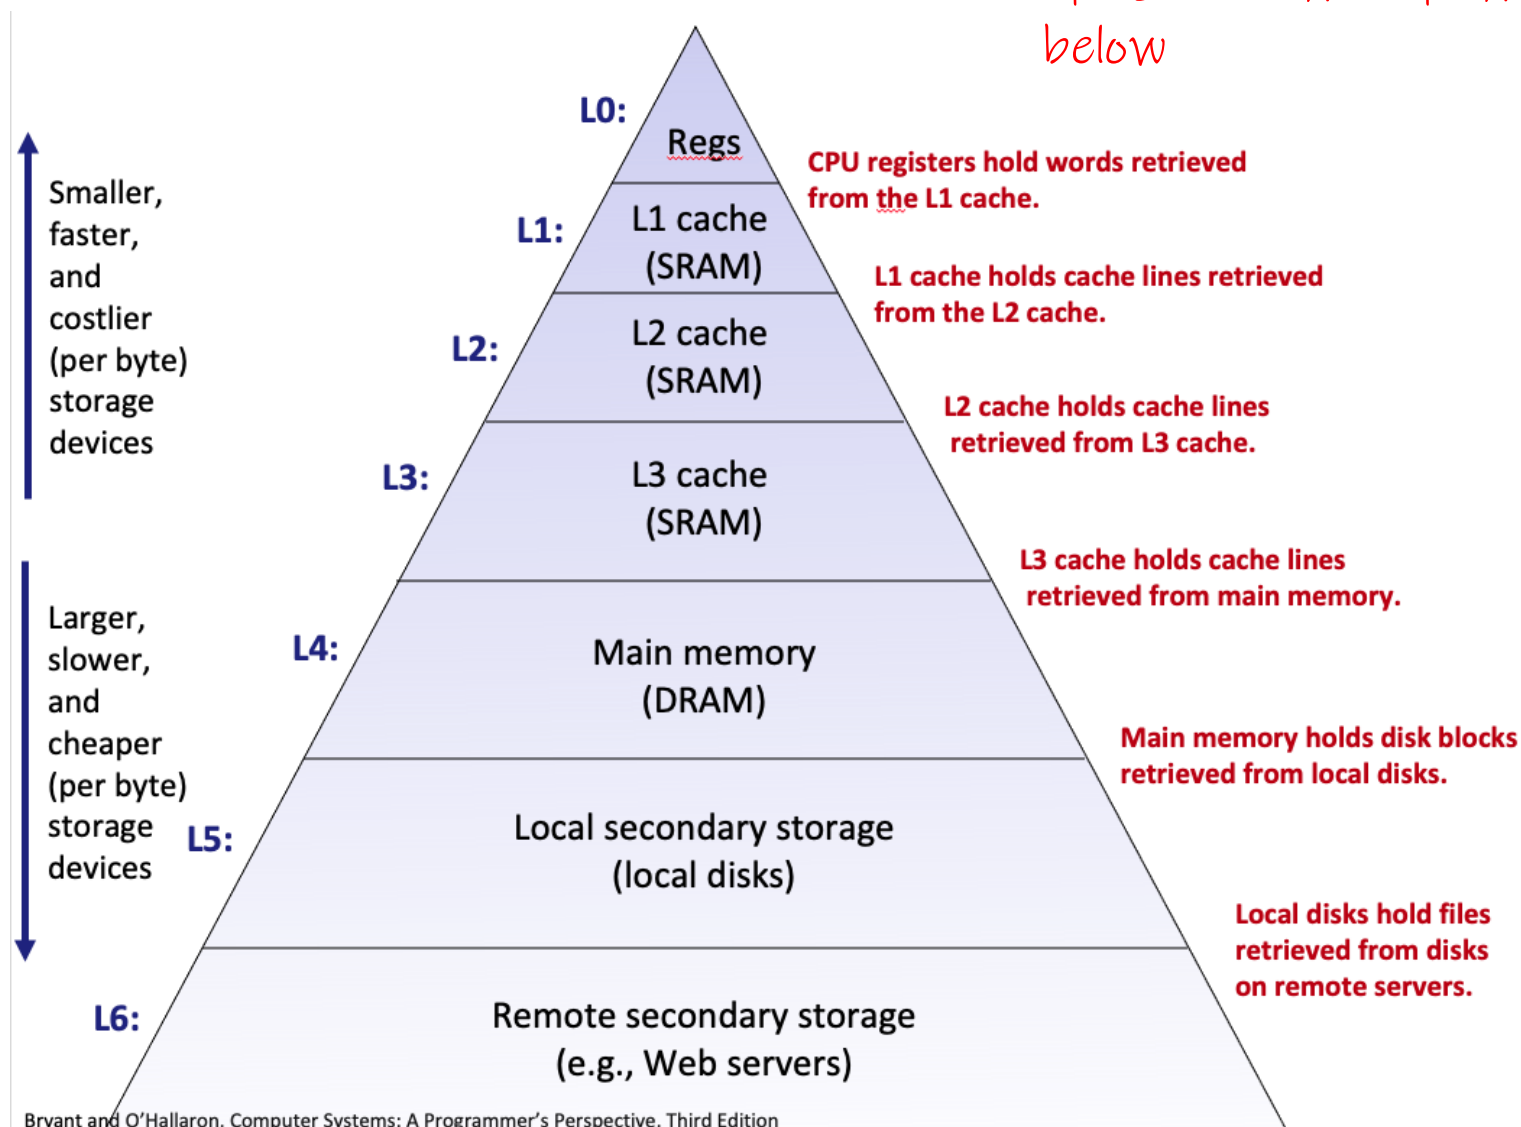 below
L0:
Regs
CPU registers hold words retrieved
from the L1 cache.
Smaller,
faster,
and
costlier
(per byte)
storage
devices
L1:
L1 cache
(SRAM)
L1 cache holds cache lines retrieved
from the L2 cache.
L2:
L2 cache
(SRAM)
L2 cache holds cache lines
retrieved from L3 cache.
L3:
L3 cache
(SRAM)
L3 cache holds cache lines
retrieved from main memory.
Larger,
slower,
and
cheaper
(per byte)
storage
devices
L4:
Main memory
(DRAM)
Main memory holds disk blocks
retrieved from local disks.
L5:
Local secondary storage
(local disks)
Local disks hold files
retrieved from disks
on remote servers.
L6:
Remote secondary storage
(e.g., Web servers)
Bryant and O'Hallaron, Computer Systems: A Programmer's Perspective, Third Edition